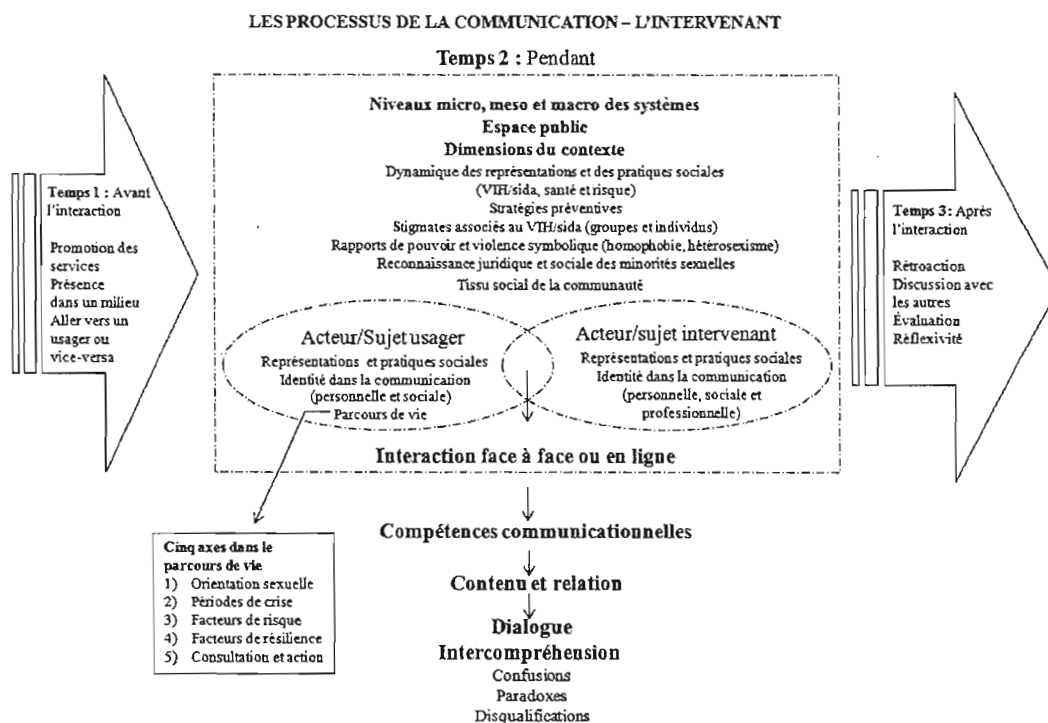 LES PROCESSUS DE LA COMMUNICATION – L'INTERVENANT
Temps 1 : Avant
l'interaction
Promotion des
services
Présence
dans un milieu
Aller vers un
usager ou
vice-versa
Temps 2 : Pendant
Niveaux micro, meso et macro des systèmes
Espace public
Dimensions du contexte
Dynamique des représentations et des pratiques sociales
(VIH/sida, santé et risque)
Stratégies préventives
Stigmates associés au VIH/sida (groupes et individus)
Rapports de pouvoir et violence symbolique (homophobie, hétérosexisme)
Reconnaissance juridique et sociale des minorités sexuelles
Tissu social de la communauté
Acteur/Sujet usager
Représentations et pratiques sociales
Identité dans la communication
(personnelle et sociale)
Parcours de vie
Acteur/sujet intervenant
Représentations et pratiques sociales
Identité dans la communication
(personnelle, sociale et
professionnelle)
Interaction face à face ou en ligne
Compétences communicationnelles
Contenu et relation
Dialogue
Intercompréhension
Confusions
Paradoxes
Disqualifications
Cinq axes dans le
parcours de vie
1) Orientation sexuelle
2) Périodes de crise
3) Facteurs de risque
4) Facteurs de résilience
5) Consultation et action
Temps 3: Après
l'interaction
Rétroaction
Discussion avec
les autres
Évaluation
Réflexivité